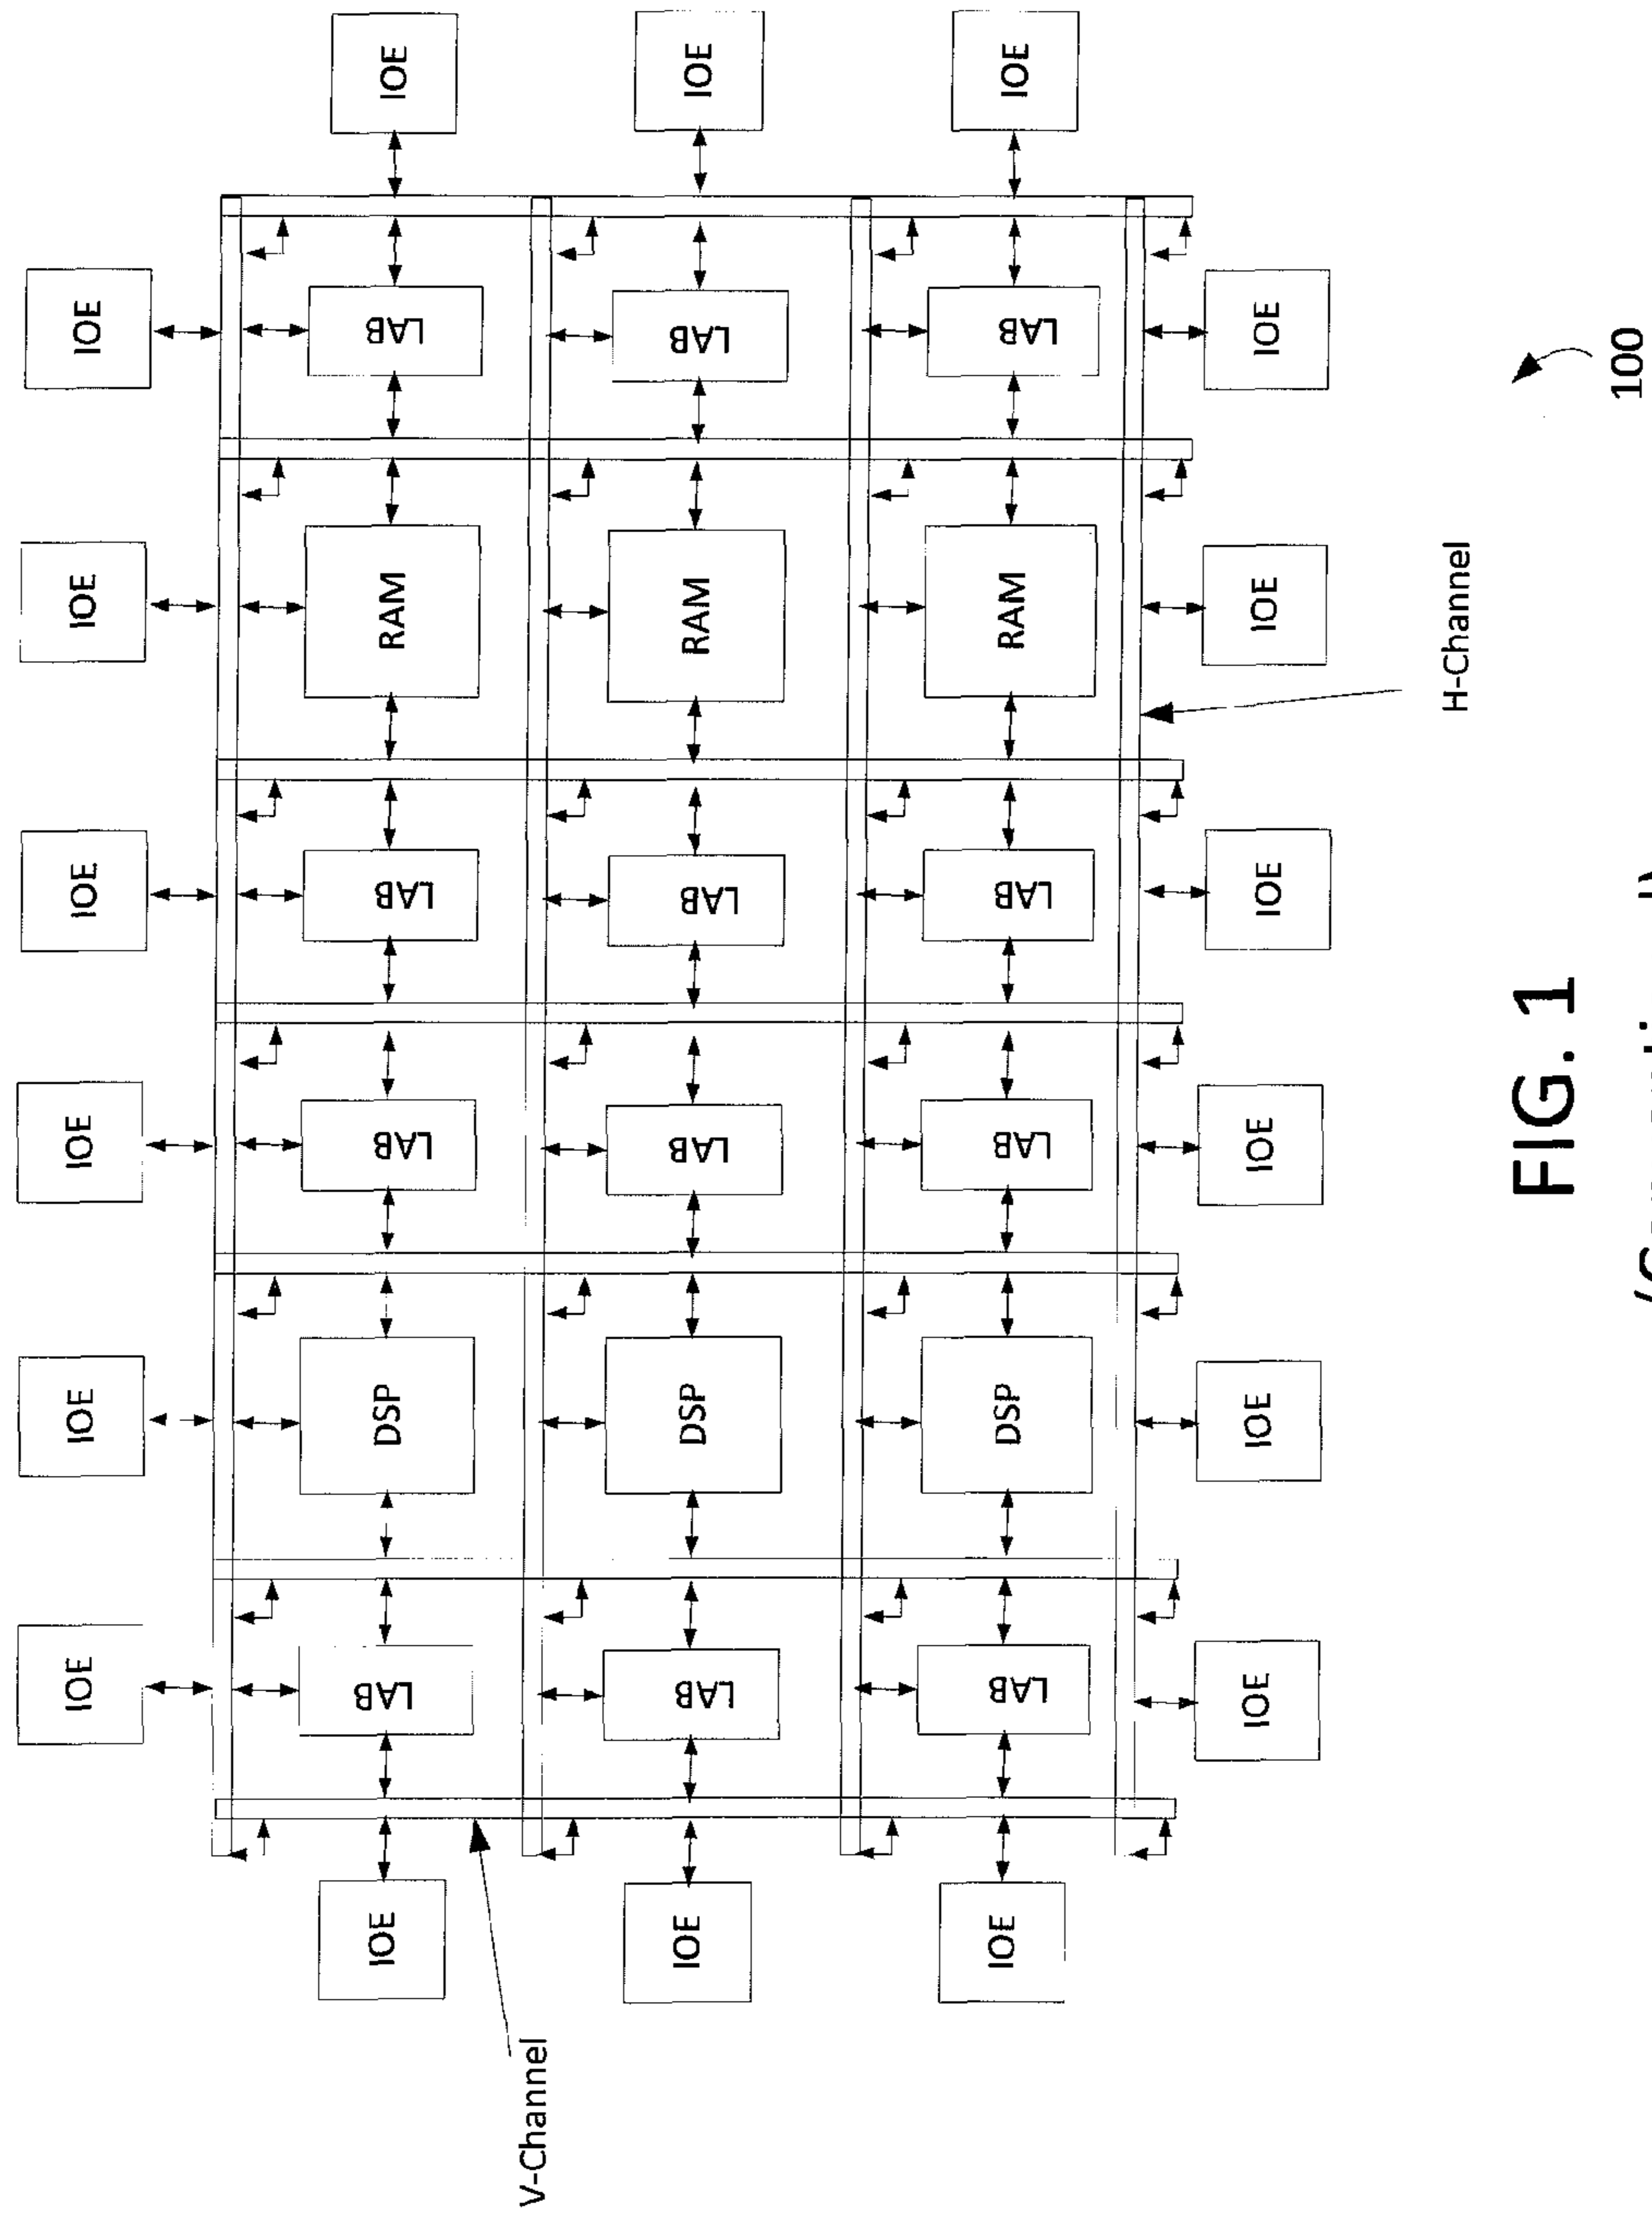 IOE IOE IOE IOE IOE IOE
IOE LAB DSP LAB LAB RAM LAB IOE
V-Channel
IOE LAB DSP LAB LAB RAM LAB IOE
IOE LAB DSP LAB LAB RAM LAB IOE
IOE IOE IOE IOE IOE IOE
H-Channel
FIG. 1
100